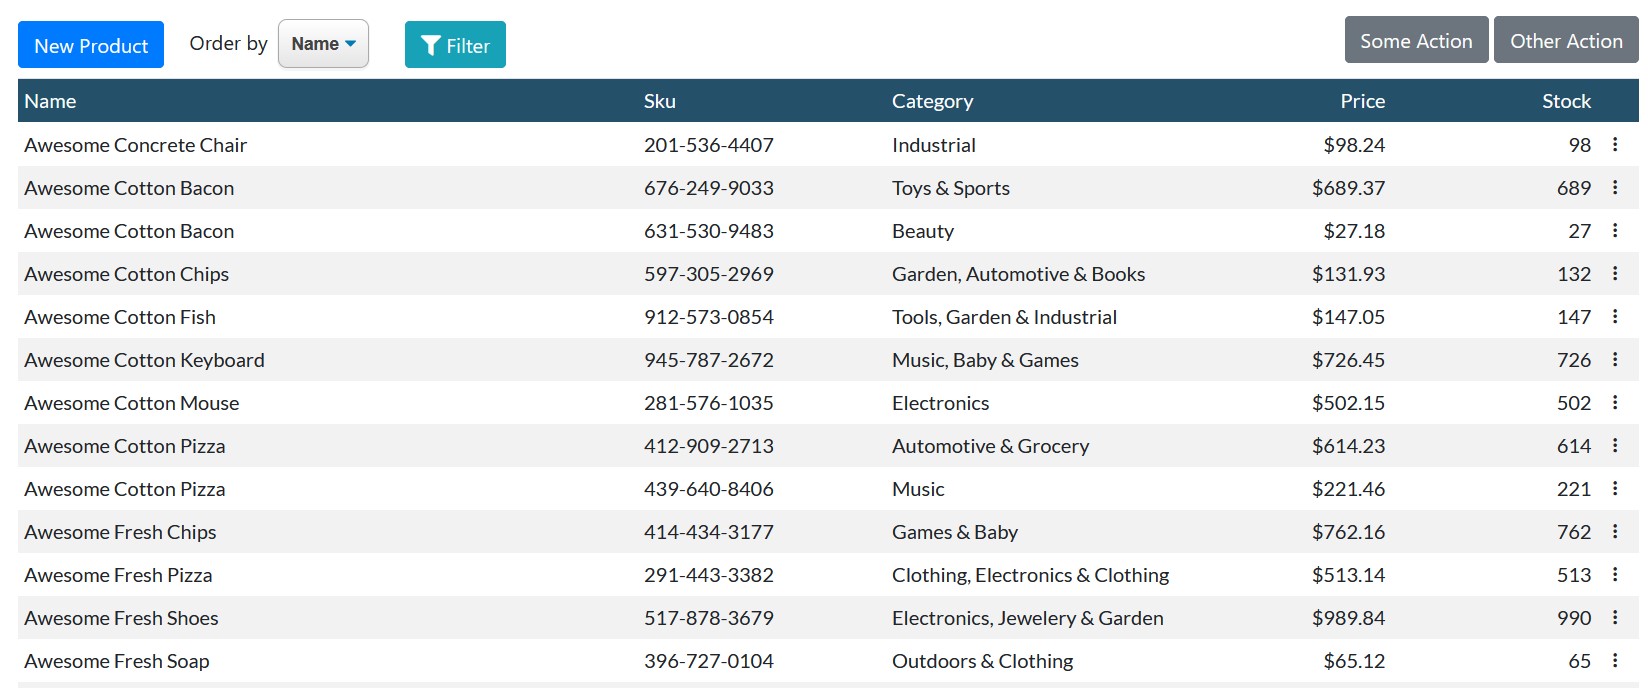 New Product Order by Name Filter Some Action Other Action
Name Sku Category Price Stock
Awesome Concrete Chair 201-536-4407 Industrial $98.24 98
Awesome Cotton Bacon 676-249-9033 Toys & Sports $689.37 689
Awesome Cotton Bacon 631-530-9483 Beauty $27.18 27
Awesome Cotton Chips 597-305-2969 Garden, Automotive & Books $131.93 132
Awesome Cotton Fish 912-573-0854 Tools, Garden & Industrial $147.05 147
Awesome Cotton Keyboard 945-787-2672 Music, Baby & Games $726.45 726
Awesome Cotton Mouse 281-576-1035 Electronics $502.15 502
Awesome Cotton Pizza 412-909-2713 Automotive & Grocery $614.23 614
Awesome Cotton Pizza 439-640-8406 Music $221.46 221
Awesome Fresh Chips 414-434-3177 Games & Baby $762.16 762
Awesome Fresh Pizza 291-443-3382 Clothing, Electronics & Clothing $513.14 513
Awesome Fresh Shoes 517-878-3679 Electronics, Jewelery & Garden $989.84 990
Awesome Fresh Soap 396-727-0104 Outdoors & Clothing $65.12 65